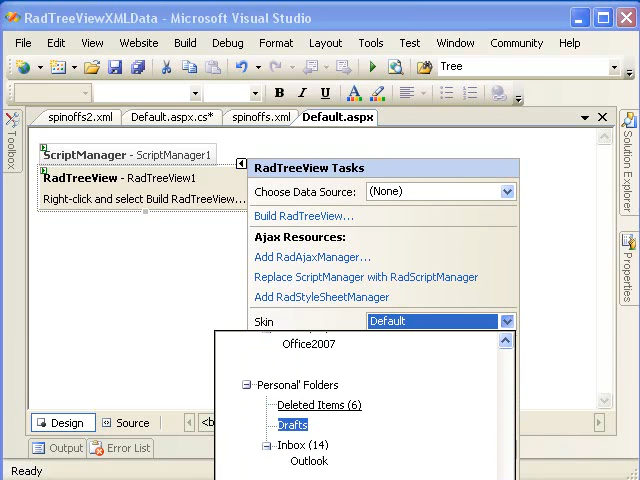 RadTreeViewXMLData - Microsoft Visual Studio
File Edit View Website Build Debug Format Layout Tools Test Window Community Help
Tree
B I U A
spinoffs2.xml Default.aspx.cs* spinoffs.xml Default.aspx
Toolbox
ScriptManager - ScriptManager1
RadTreeView - RadTreeView1
Right-click and select Build RadTreeView...
RadTreeView Tasks
Choose Data Source: (None)
Build RadTreeView...
Ajax Resources:
Add RadAjaxManager...
Replace ScriptManager with RadScriptManager
Add RadStyleSheetManager
Skin Default
Office2007
Personal' Folders
Deleted Items (6)
Drafts
Inbox (14)
Outlook
Solution Explorer
Properties
Design Source <b
Output Error List
Ready